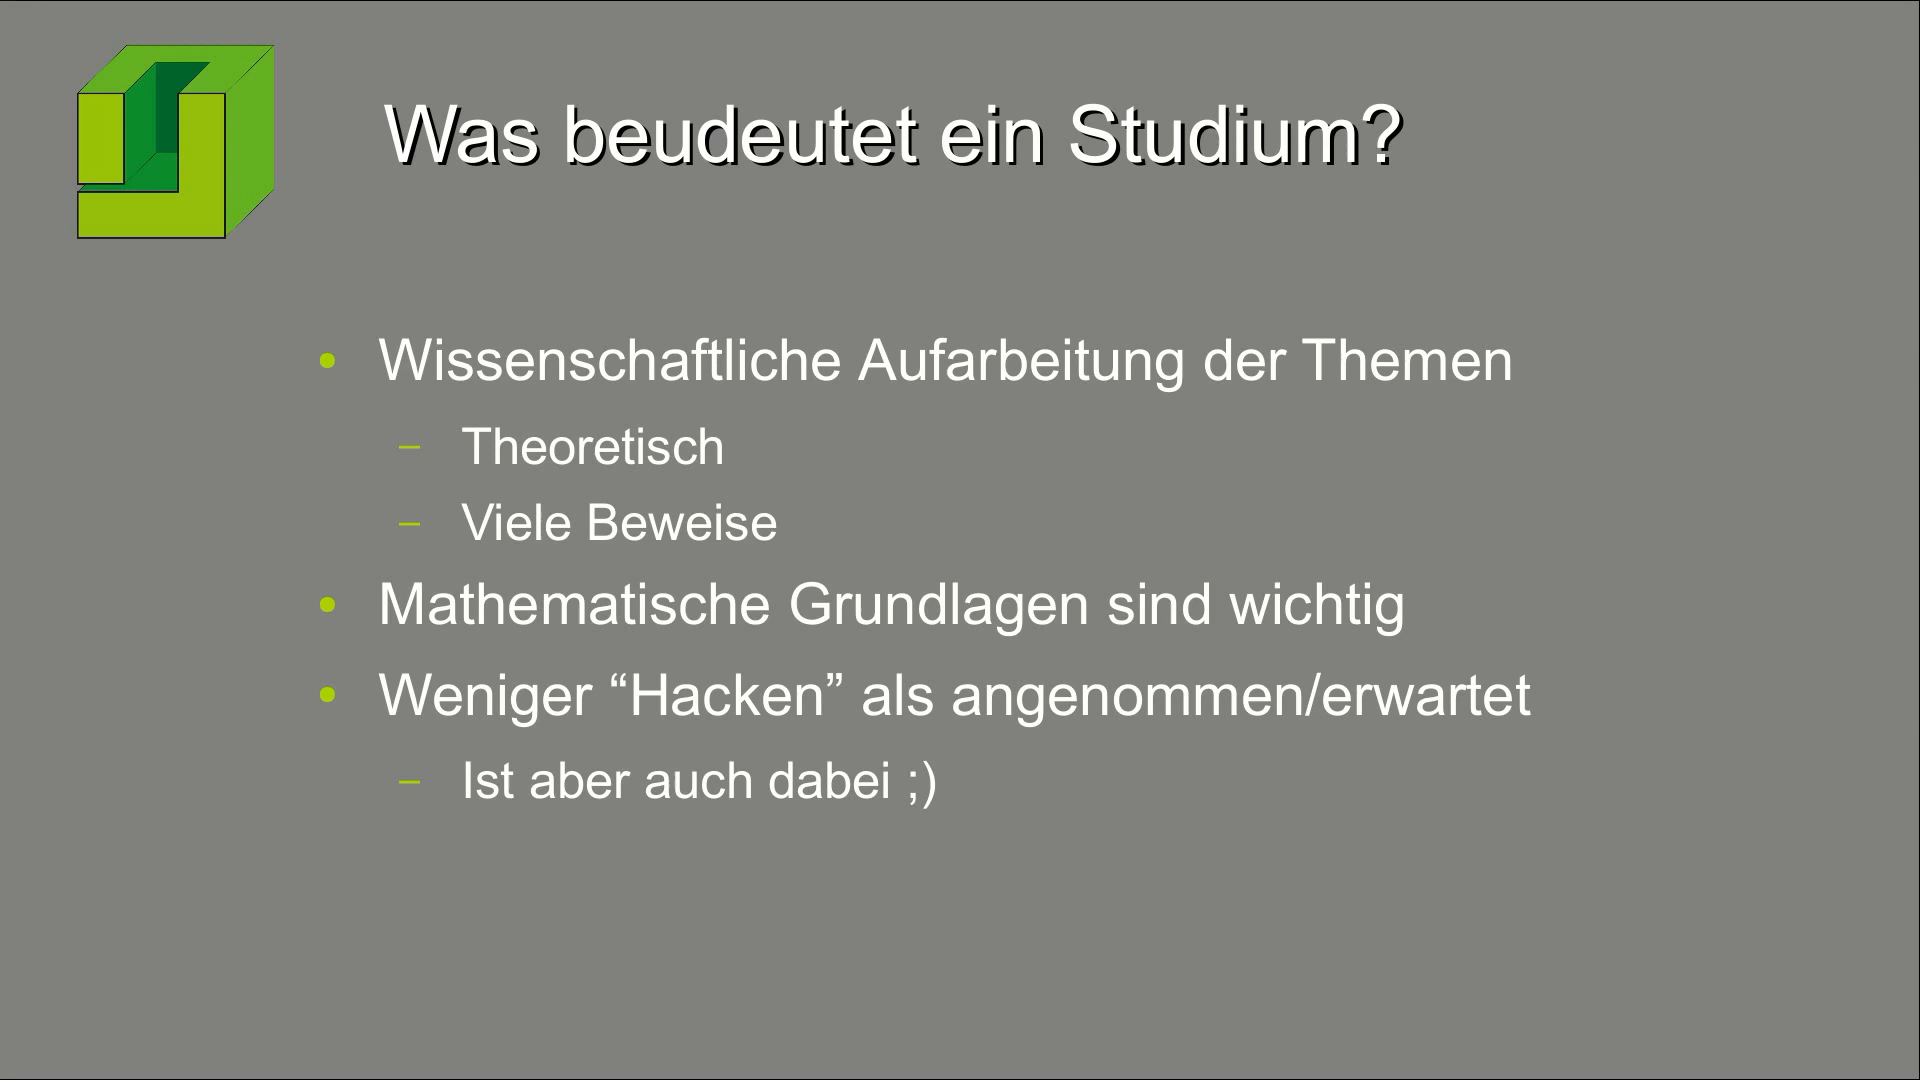 Was beudeutet ein Studium?
• Wissenschaftliche Aufarbeitung der Themen
– Theoretisch
– Viele Beweise
• Mathematische Grundlagen sind wichtig
• Weniger “Hacken” als angenommen/erwartet
– Ist aber auch dabei ;)